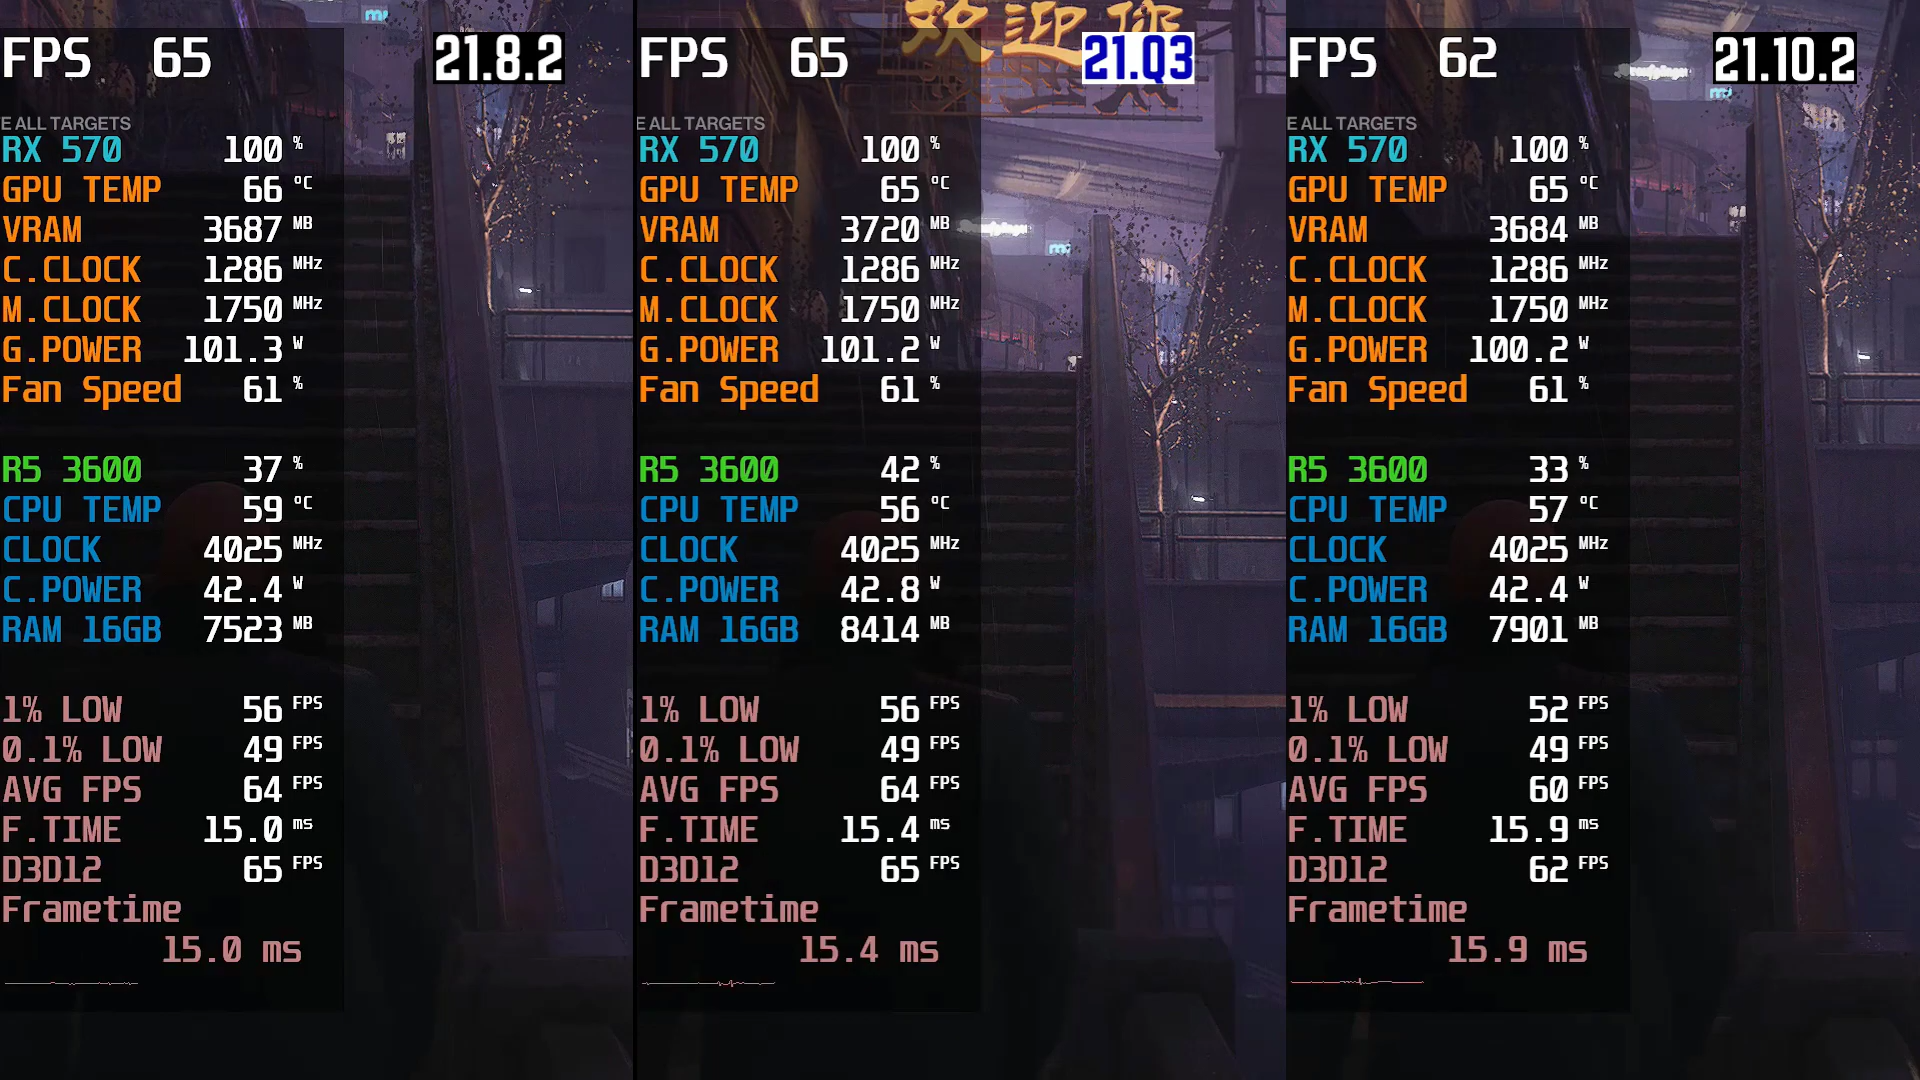 FPS 65
21.8.2
E ALL TARGETS
RX 570 100 %
GPU TEMP 66 °C
VRAM 3687 MB
C.CLOCK 1286 MHz
M.CLOCK 1750 MHz
G.POWER 101.3 W
Fan Speed 61 %
R5 3600 37 %
CPU TEMP 59 °C
CLOCK 4025 MHz
C.POWER 42.4 W
RAM 16GB 7523 MB
1% LOW 56 FPS
0.1% LOW 49 FPS
AVG FPS 64 FPS
F.TIME 15.0 ms
D3D12 65 FPS
Frametime
15.0 ms
欢迎您
FPS 65
21.Q3
E ALL TARGETS
RX 570 100 %
GPU TEMP 65 °C
VRAM 3720 MB
C.CLOCK 1286 MHz
M.CLOCK 1750 MHz
G.POWER 101.2 W
Fan Speed 61 %
R5 3600 42 %
CPU TEMP 56 °C
CLOCK 4025 MHz
C.POWER 42.8 W
RAM 16GB 8414 MB
1% LOW 56 FPS
0.1% LOW 49 FPS
AVG FPS 64 FPS
F.TIME 15.4 ms
D3D12 65 FPS
Frametime
15.4 ms
FPS 62
21.10.2
E ALL TARGETS
RX 570 100 %
GPU TEMP 65 °C
VRAM 3684 MB
C.CLOCK 1286 MHz
M.CLOCK 1750 MHz
G.POWER 100.2 W
Fan Speed 61 %
R5 3600 33 %
CPU TEMP 57 °C
CLOCK 4025 MHz
C.POWER 42.4 W
RAM 16GB 7901 MB
1% LOW 52 FPS
0.1% LOW 49 FPS
AVG FPS 60 FPS
F.TIME 15.9 ms
D3D12 62 FPS
Frametime
15.9 ms